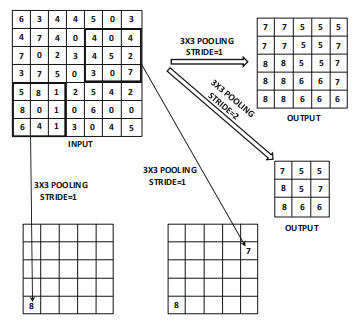 6 3 4 4 5 0 3
4 7 4 0 4 0 4
7 0 2 3 4 5 2
3 7 5 0 3 0 7
5 8 1 2 5 4 2
8 0 1 0 6 0 0
6 4 1 3 0 4 5
INPUT
3X3 POOLING
STRIDE=1
7 7 5 5 5
7 7 5 5 7
8 8 5 5 7
8 8 6 6 7
8 8 6 6 6
OUTPUT
3X3 POOLING
STRIDE=2
7 5 5
8 5 7
8 6 6
OUTPUT
3X3 POOLING
STRIDE=1
8
3X3 POOLING
STRIDE=1
7
8